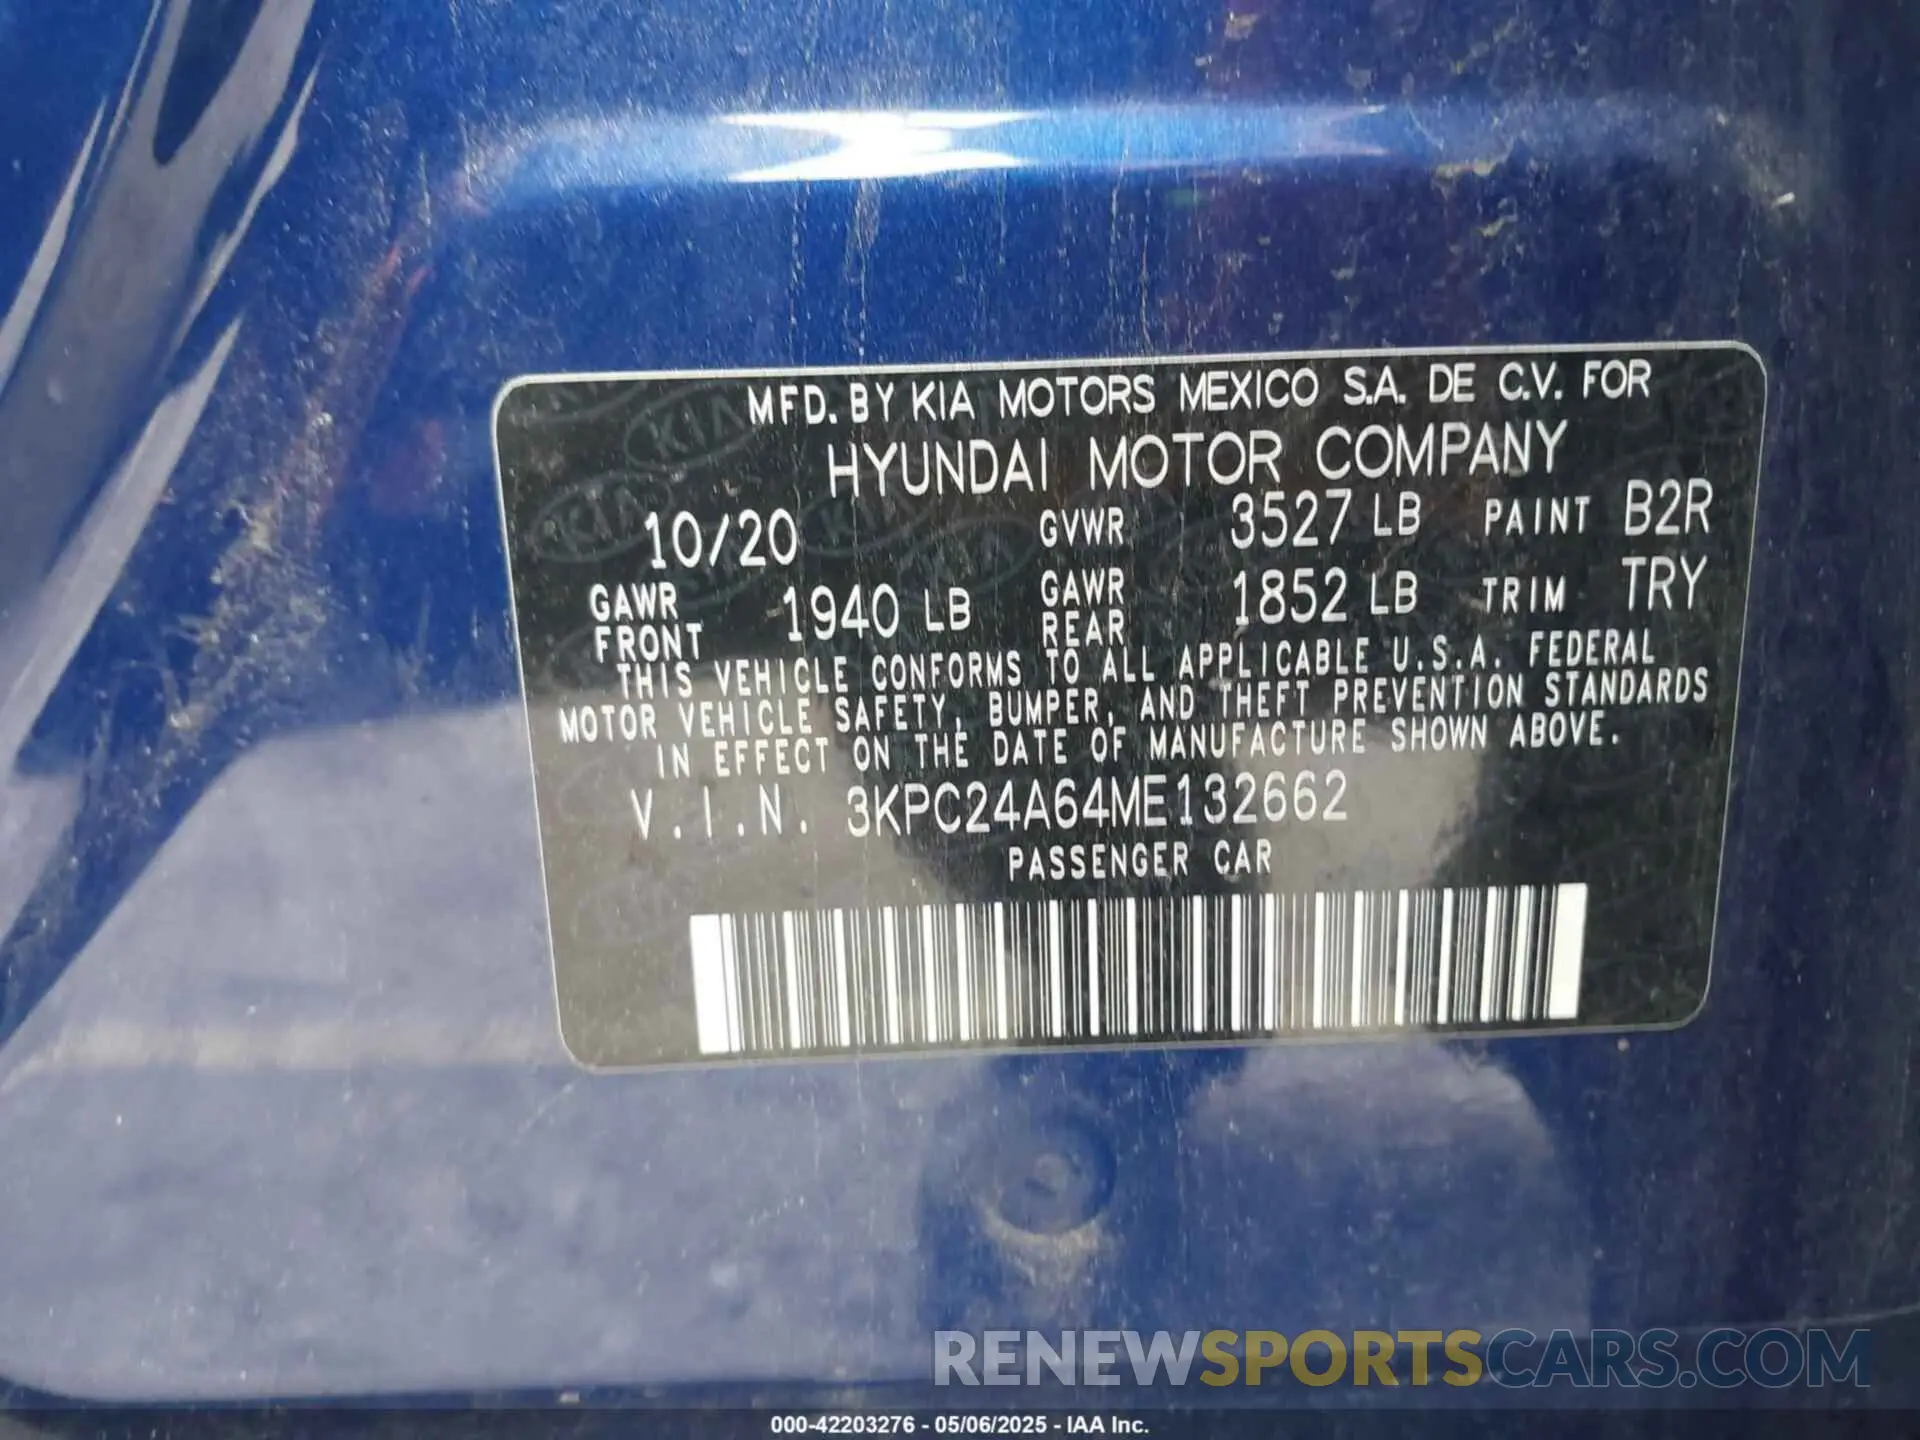 MFD. BY KIA MOTORS MEXICO S.A. DE C.V. FOR
HYUNDAI MOTOR COMPANY
10/20 GVWR 3527 LB PAINT B2R
GAWR FRONT 1940 LB GAWR REAR 1852 LB TRIM TRY
THIS VEHICLE CONFORMS TO ALL APPLICABLE U.S.A. FEDERAL
MOTOR VEHICLE SAFETY, BUMPER, AND THEFT PREVENTION STANDARDS
IN EFFECT ON THE DATE OF MANUFACTURE SHOWN ABOVE.
V.I.N. 3KPC24A64ME132662
PASSENGER CAR
RENEWSPORTSCARS.COM
000-42203276 - 05/06/2025 - IAA Inc.